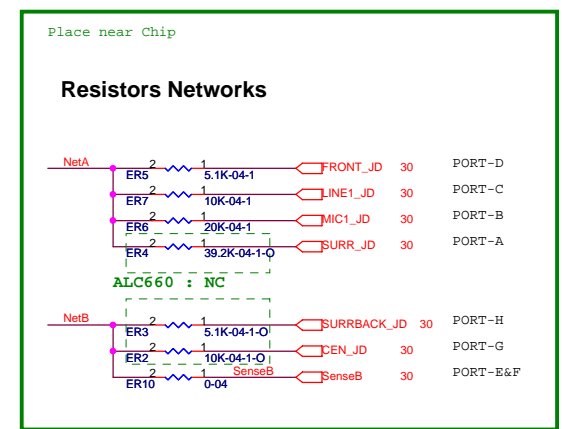 Place near Chip
Resistors Networks
NetA 2 1 FRONT_JD 30 PORT-D
ER5 5.1K-04-1
2 1 LINE1_JD 30 PORT-C
ER7 10K-04-1
2 1 MIC1_JD 30 PORT-B
ER6 20K-04-1
2 1 SURR_JD 30 PORT-A
ER4 39.2K-04-1-O
ALC660 : NC
NetB 2 1 SURRBACK_JD 30 PORT-H
ER3 5.1K-04-1-O
2 1 CEN_JD 30 PORT-G
ER2 10K-04-1-O
2 1 SenseB SenseB 30 PORT-E&F
ER10 0-04